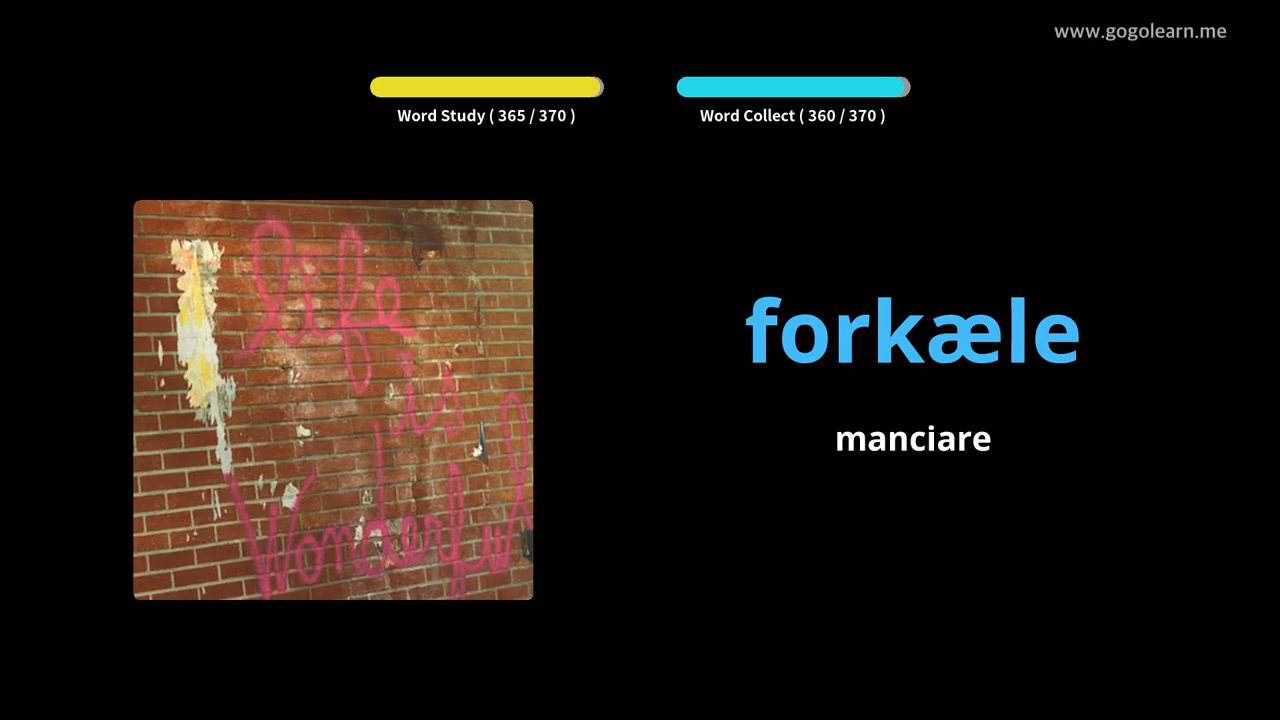 www.gogolearn.me
Word Study ( 365 / 370 )
Word Collect ( 360 / 370 )
life
is
Wonderful
forkæle
manciare